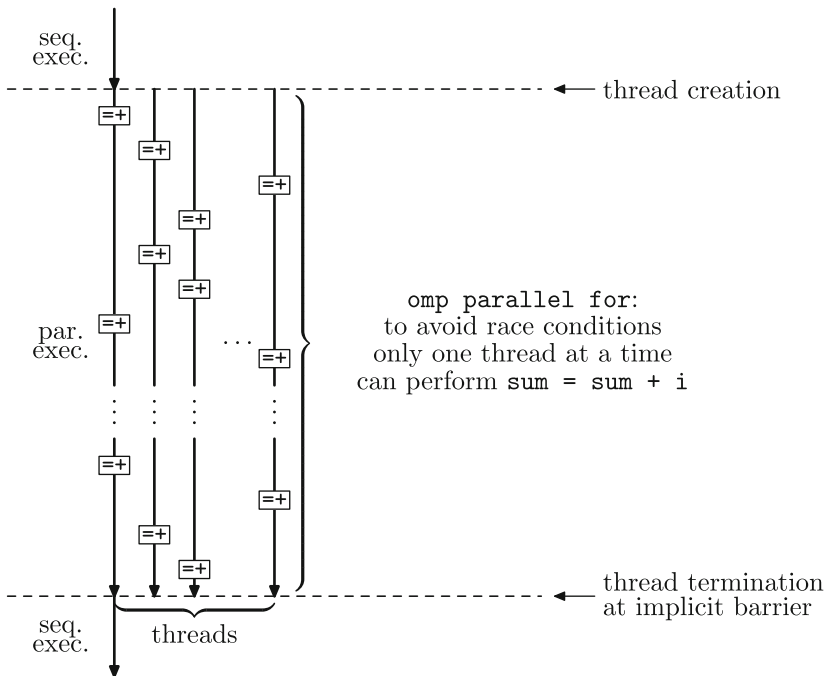 seq.
exec.
thread creation
=+
=+
=+
=+
=+
=+
omp parallel for:
to avoid race conditions
only one thread at a time
can perform sum = sum + i
=+
par.
exec.
...
=+
=+
=+
=+
=+
thread termination
at implicit barrier
threads
seq.
exec.